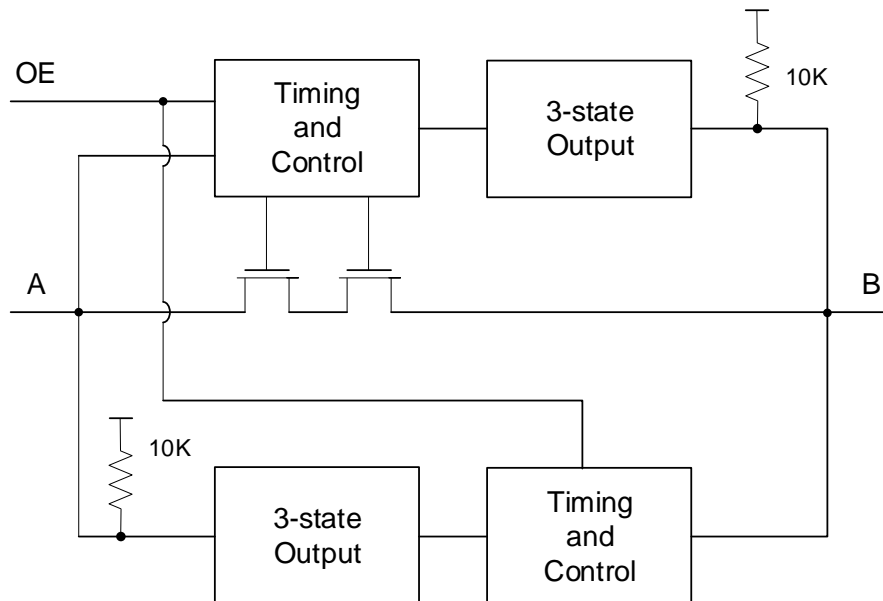 OE
Timing
and
Control
3-state
Output
10K
A
B
10K
3-state
Output
Timing
and
Control